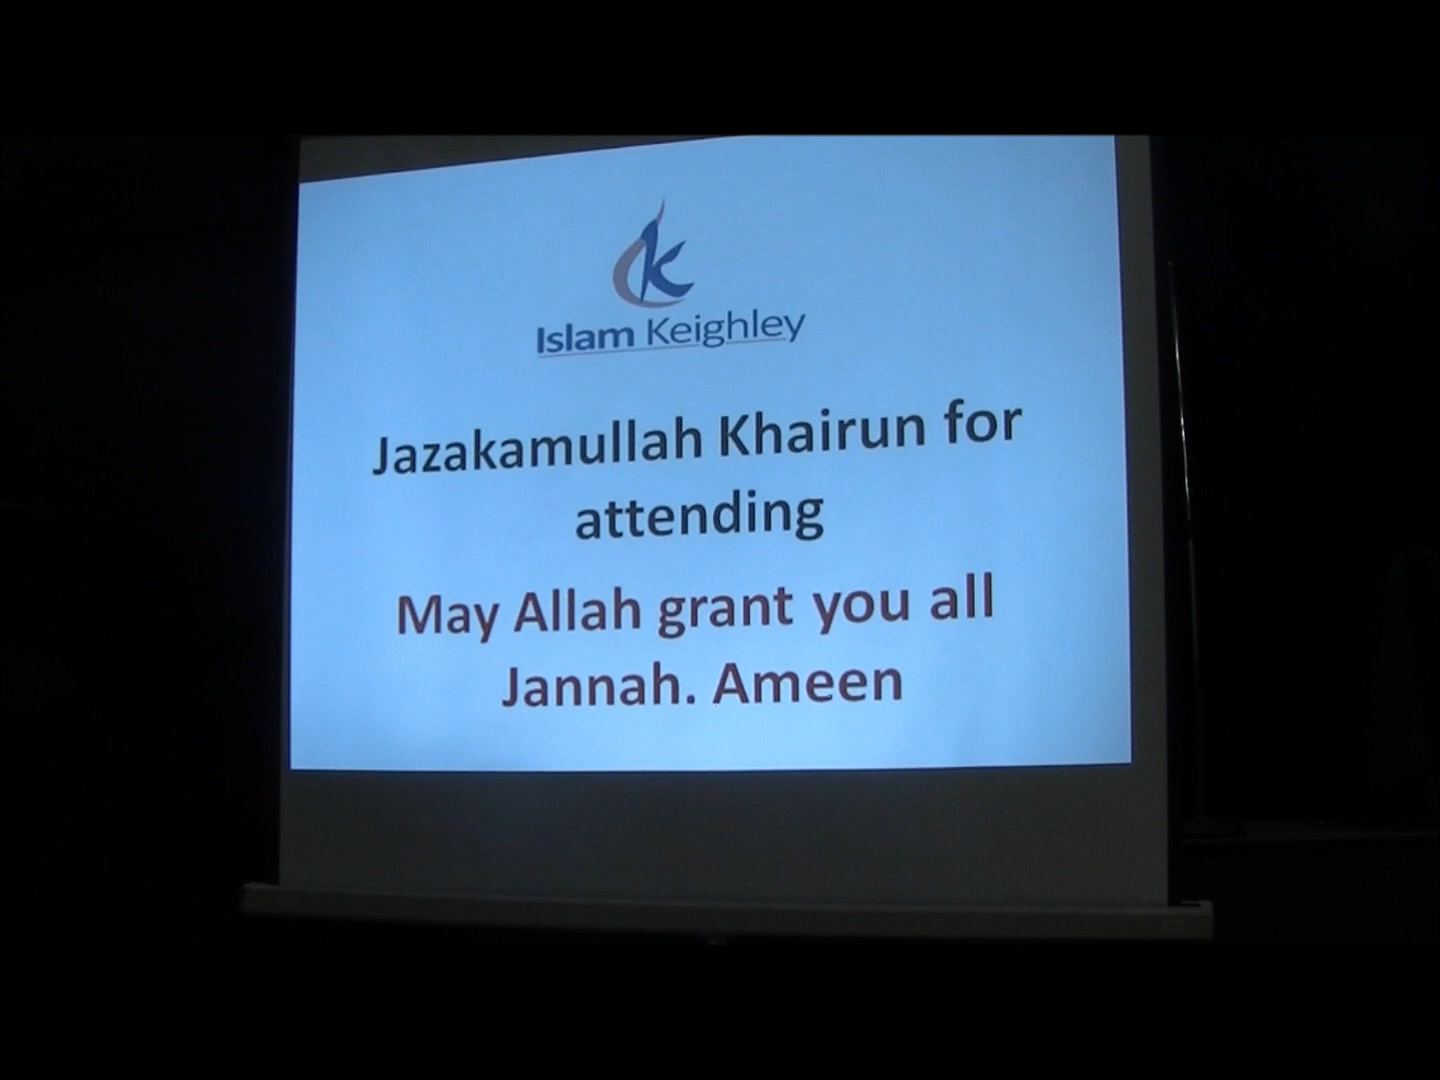 Islam Keighley
Jazakamullah Khairun for
attending
May Allah grant you all
Jannah. Ameen